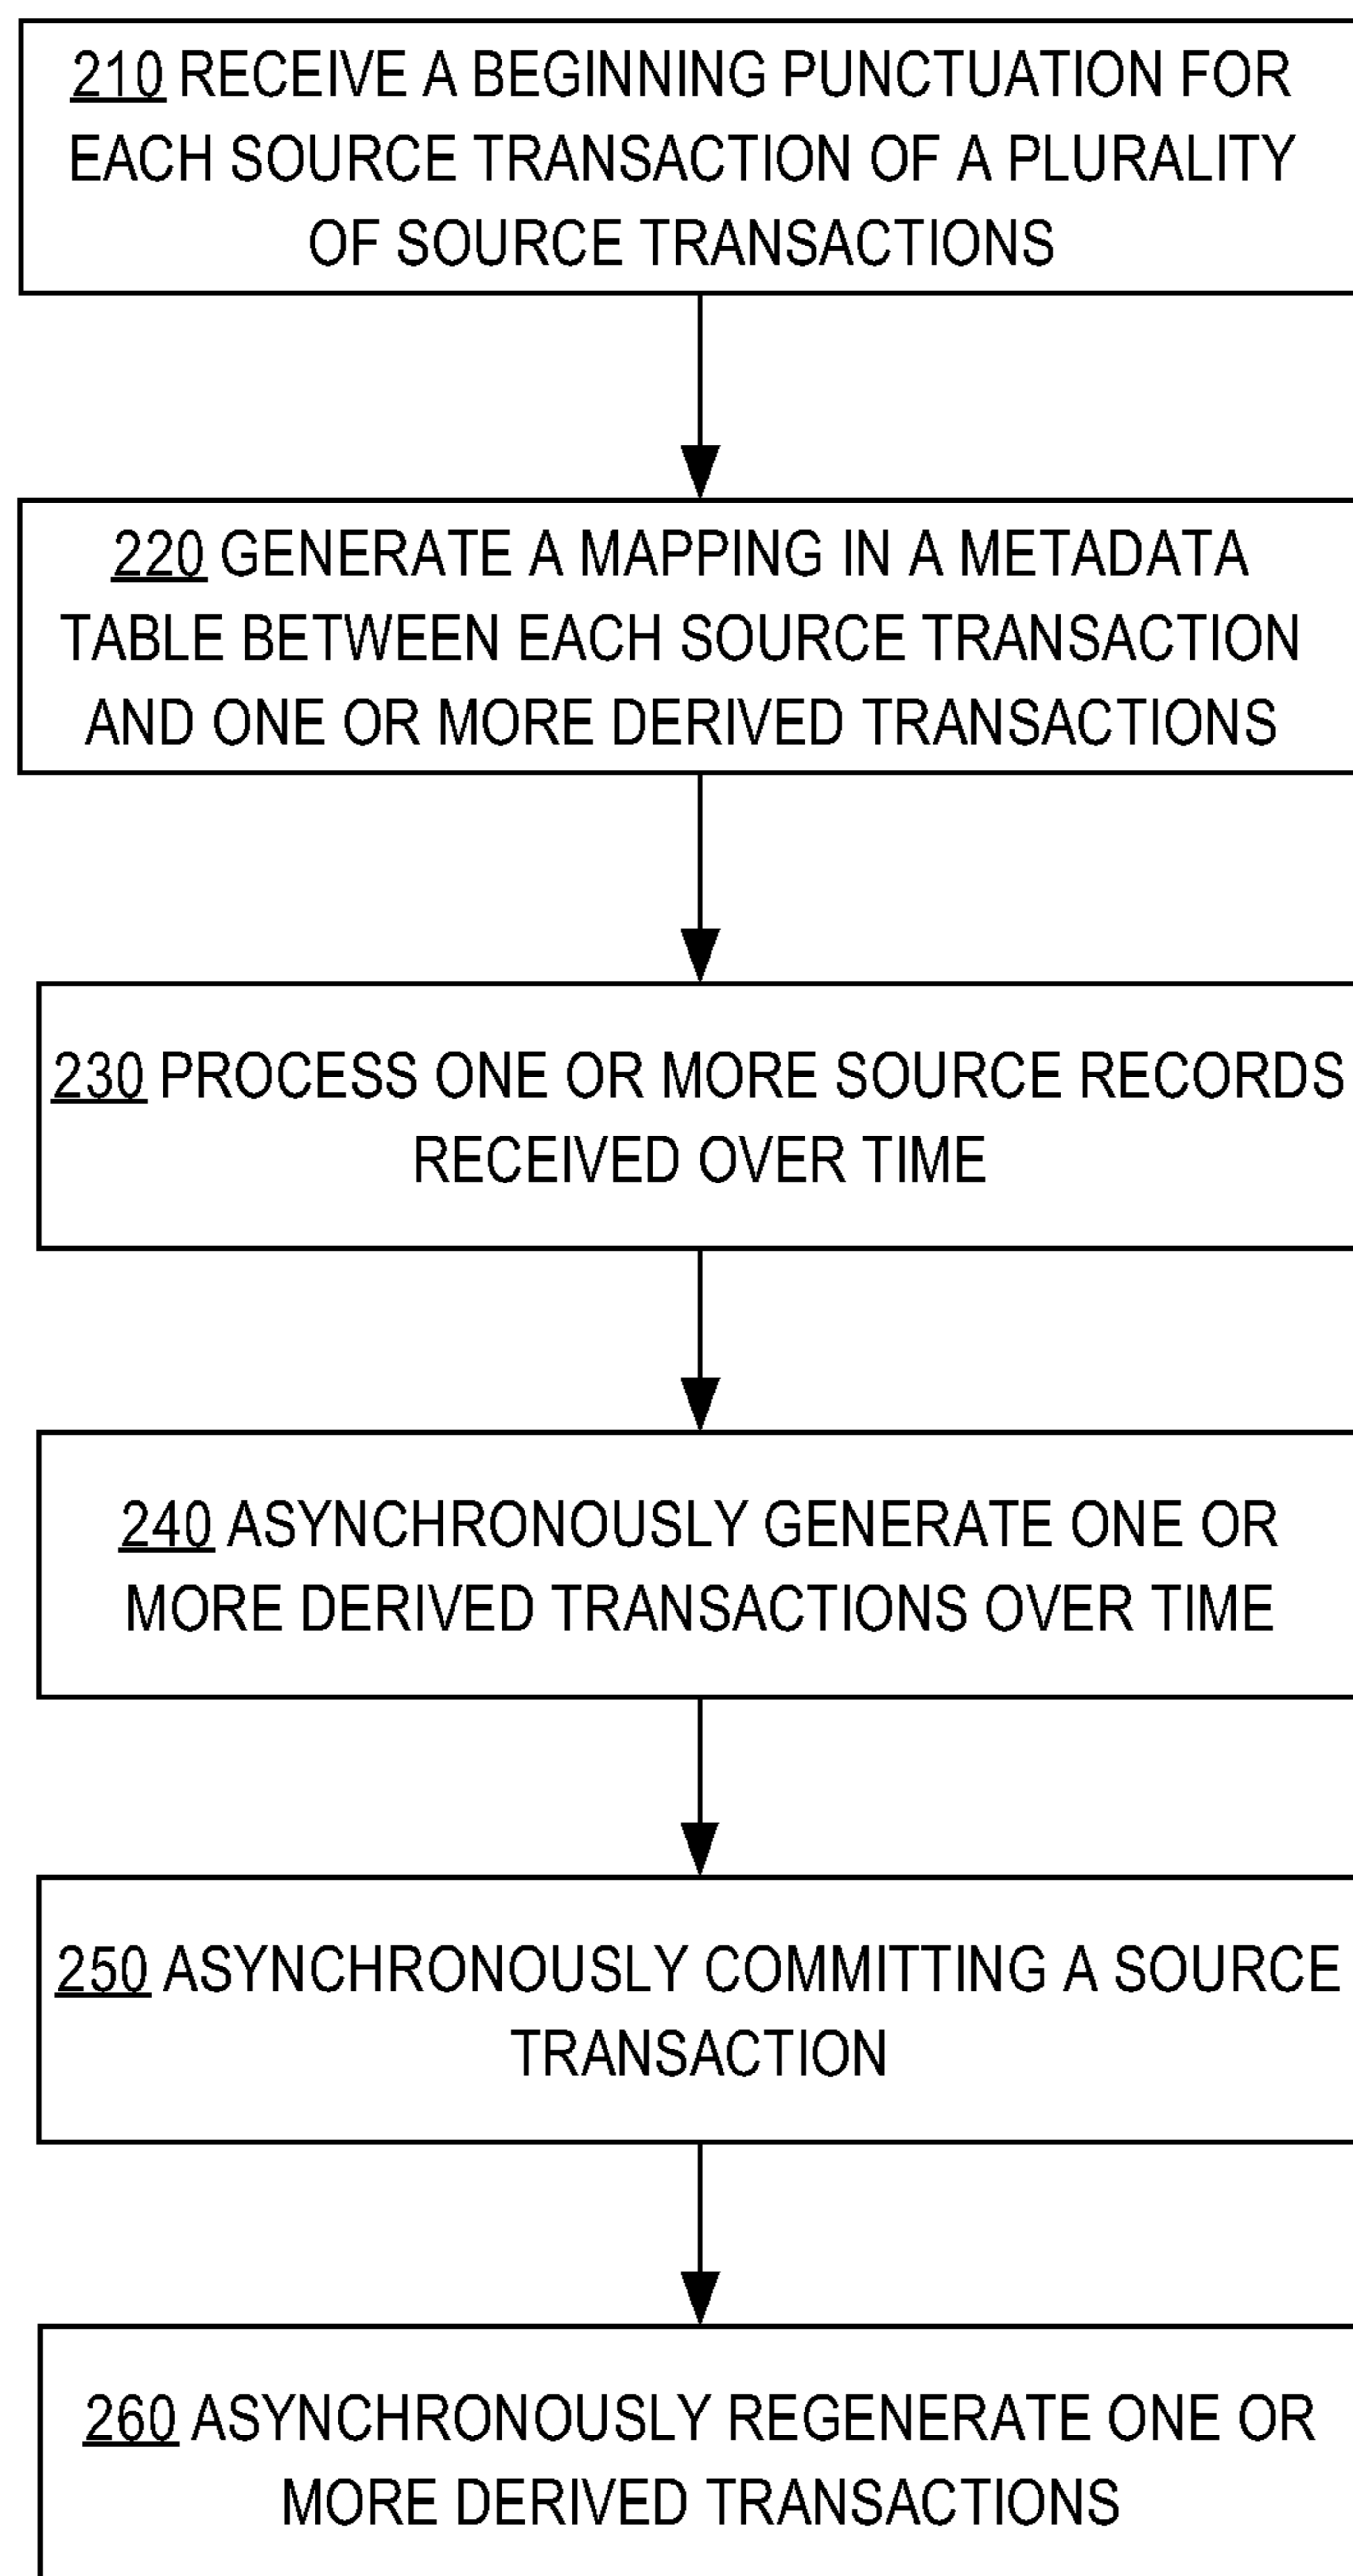 210 RECEIVE A BEGINNING PUNCTUATION FOR
EACH SOURCE TRANSACTION OF A PLURALITY
OF SOURCE TRANSACTIONS
220 GENERATE A MAPPING IN A METADATA
TABLE BETWEEN EACH SOURCE TRANSACTION
AND ONE OR MORE DERIVED TRANSACTIONS
230 PROCESS ONE OR MORE SOURCE RECORDS
RECEIVED OVER TIME
240 ASYNCHRONOUSLY GENERATE ONE OR
MORE DERIVED TRANSACTIONS OVER TIME
250 ASYNCHRONOUSLY COMMITTING A SOURCE
TRANSACTION
260 ASYNCHRONOUSLY REGENERATE ONE OR
MORE DERIVED TRANSACTIONS